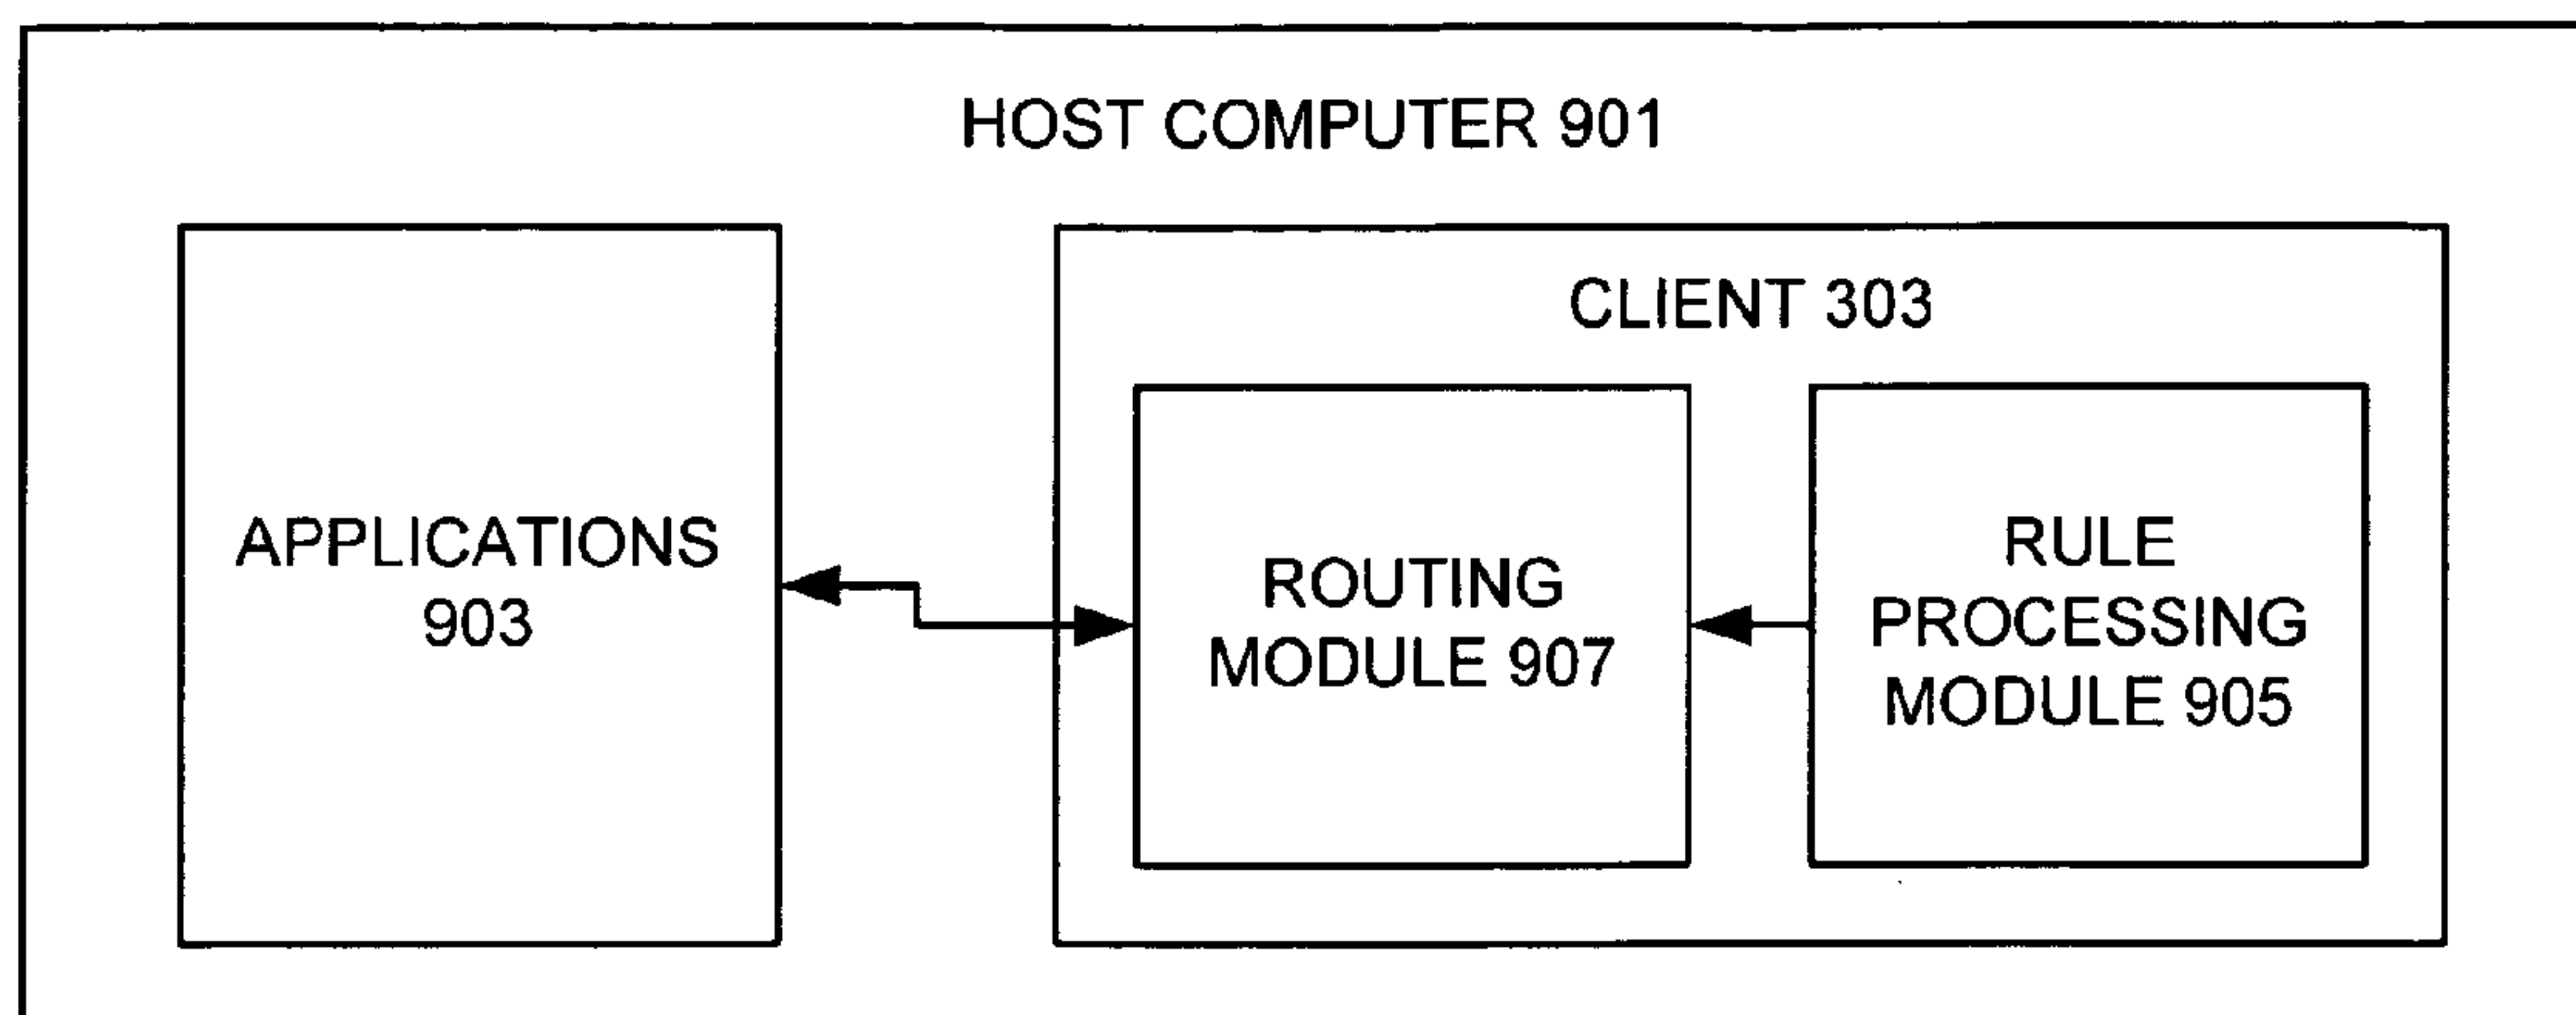 HOST COMPUTER 901
CLIENT 303
APPLICATIONS
903
ROUTING
MODULE 907
RULE
PROCESSING
MODULE 905